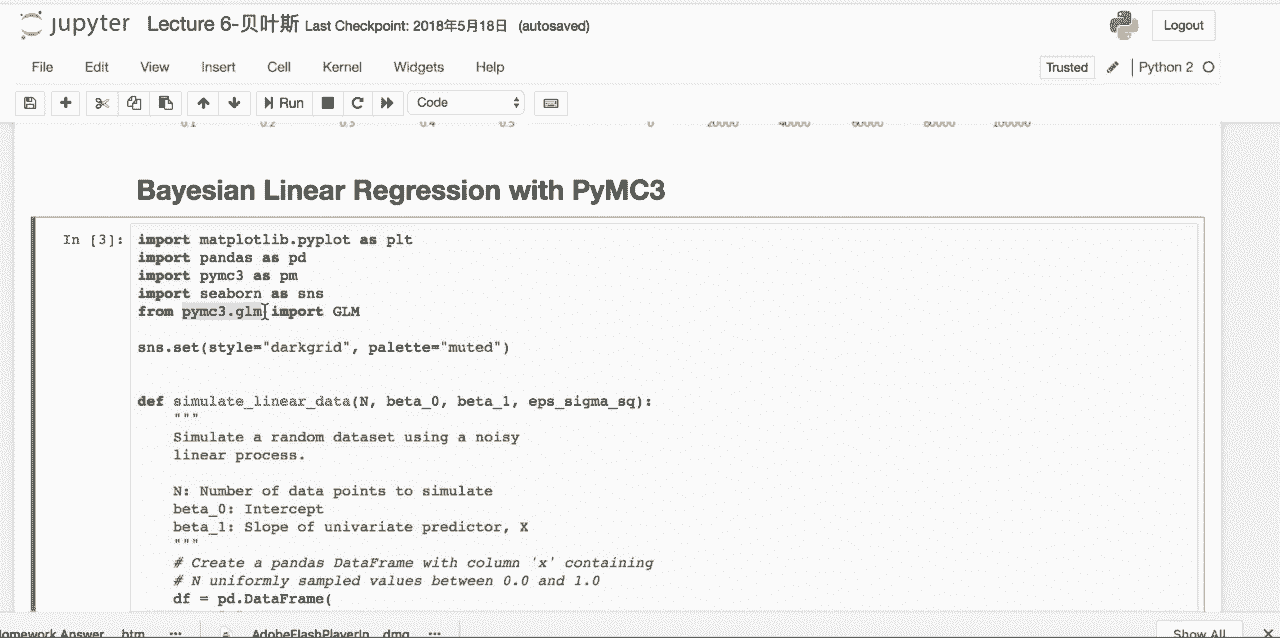 jupyter Lecture 6-贝叶斯 Last Checkpoint: 2018年5月18日 (autosaved)
Logout
File Edit View Insert Cell Kernel Widgets Help
Trusted Python 2
Run Code
0.1 0.2 0.3 0.4 0.5 0 20000 40000 60000 80000 100000
Bayesian Linear Regression with PyMC3
In [3]: import matplotlib.pyplot as plt
import pandas as pd
import pymc3 as pm
import seaborn as sns
from pymc3.glm import GLM
sns.set(style="darkgrid", palette="muted")
def simulate_linear_data(N, beta_0, beta_1, eps_sigma_sq):
"""
Simulate a random dataset using a noisy
linear process.
N: Number of data points to simulate
beta_0: Intercept
beta_1: Slope of univariate predictor, X
"""
# Create a pandas DataFrame with column 'x' containing
# N uniformly sampled values between 0.0 and 1.0
df = pd.DataFrame(
omework Answer....htm ... AdobeFlashPlayerIn....dmg ... Show All